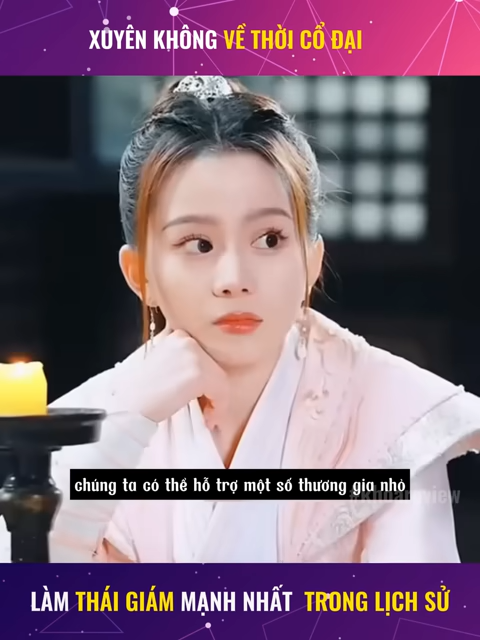 XUYÊN KHÔNG VỀ THỜI CỔ ĐẠI
chúng ta có thể hỗ trợ một số thương gia nhỏ
LÀM THÁI GIÁM MẠNH NHẤT TRONG LỊCH SỬ